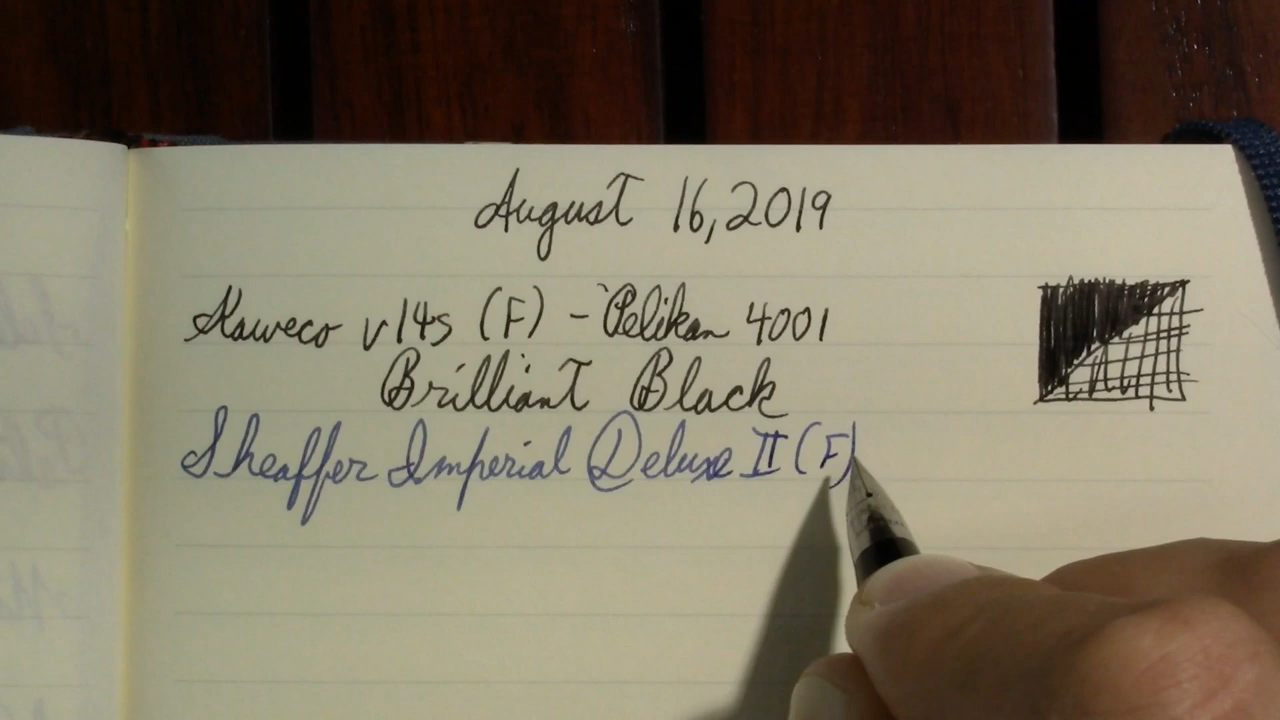 August 16, 2019
Kaweco v14s (F) - Pelikan 4001
Brilliant Black
Sheaffer Imperial Deluxe II (F)